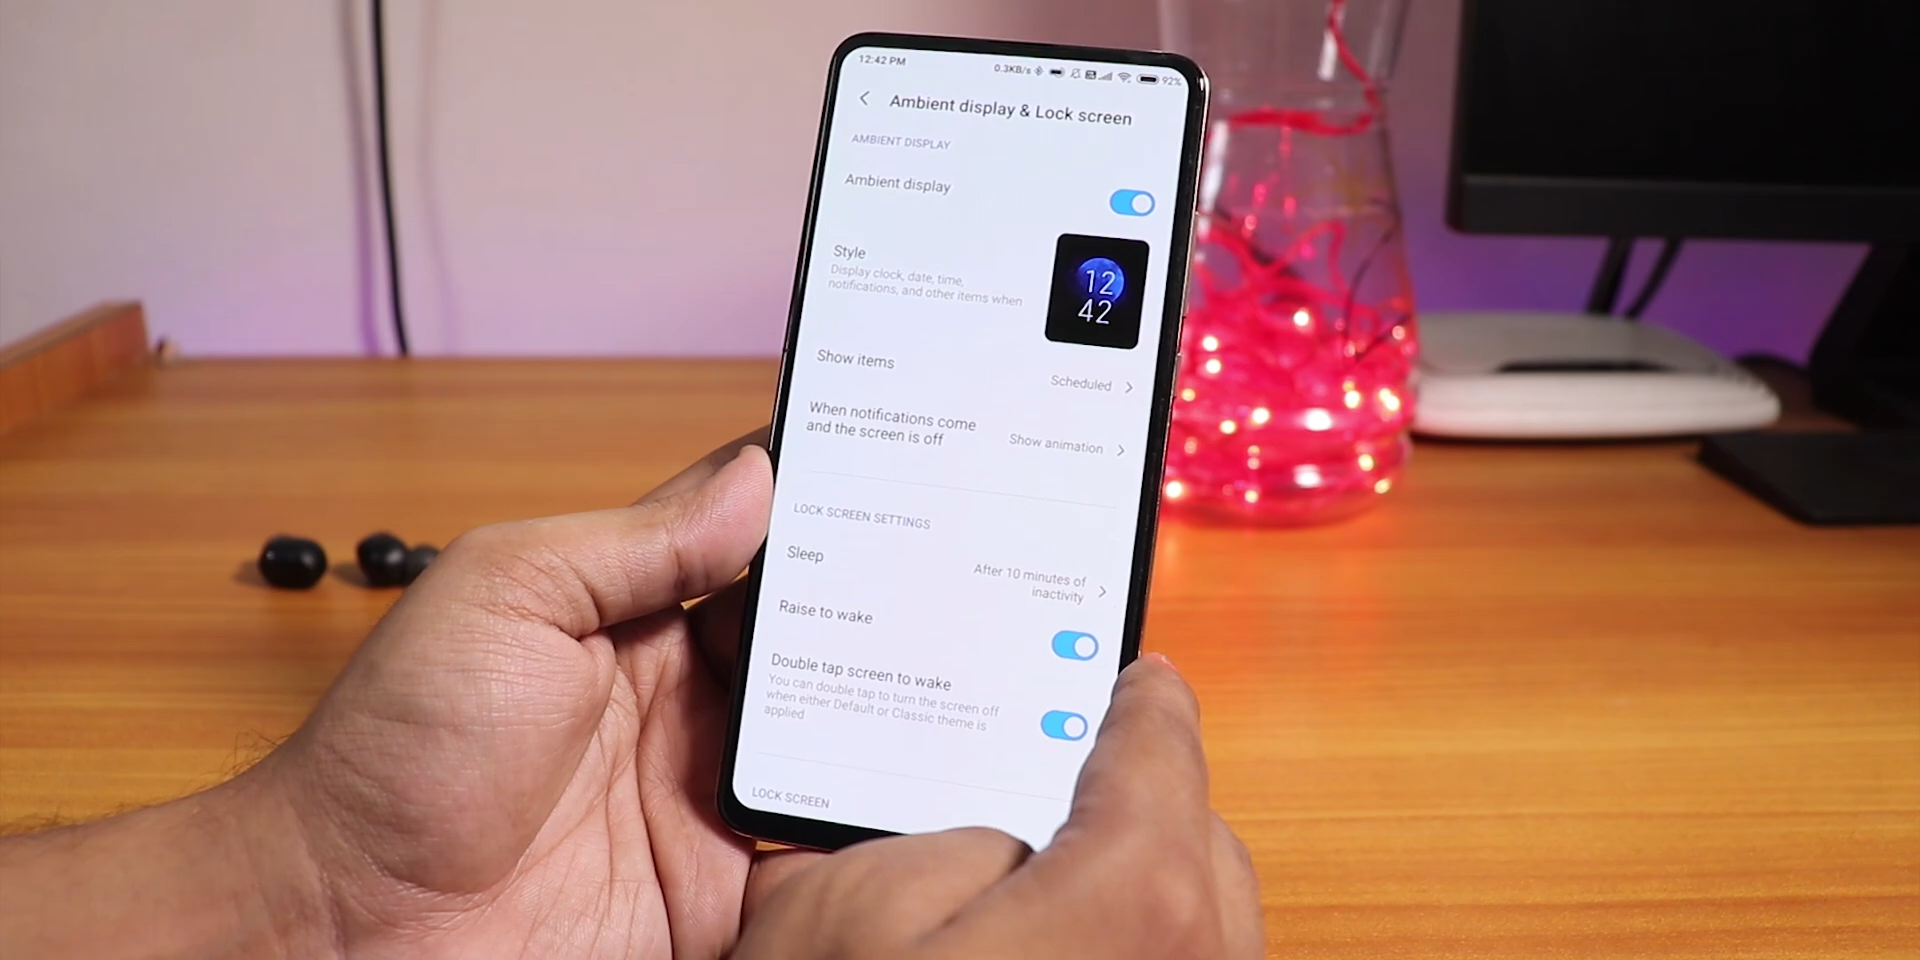 12:42 PM
0.3KB/s
92%
Ambient display & Lock screen
AMBIENT DISPLAY
Ambient display
Style
Display clock, date, time,
notifications, and other items when
12
42
Show items
Scheduled
When notifications come
and the screen is off
Show animation
LOCK SCREEN SETTINGS
Sleep
After 10 minutes of
inactivity
Raise to wake
Double tap screen to wake
You can double tap to turn the screen off
when either Default or Classic theme is
applied
LOCK SCREEN